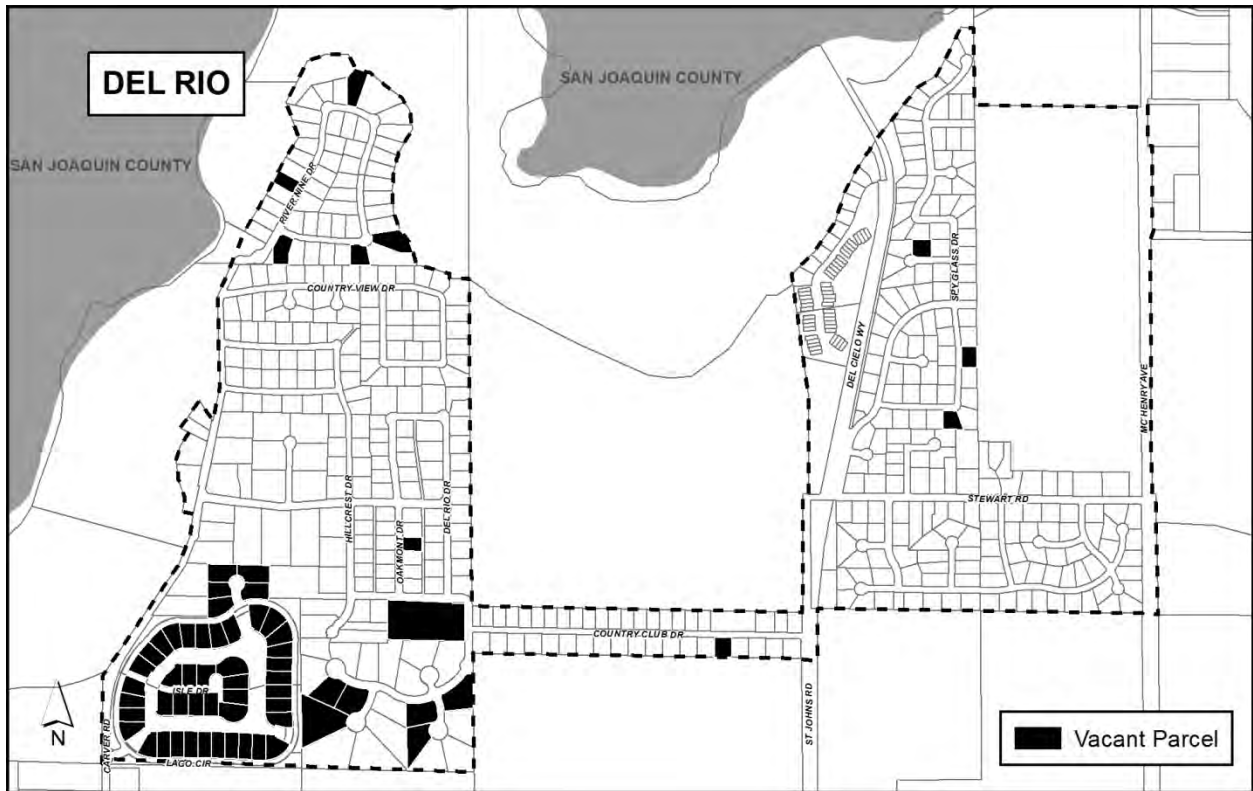 DEL RIO
SAN JOAQUIN COUNTY
SAN JOAQUIN COUNTY
RIVER NINE DR
COUNTRY VIEW DR
SPY GLASS DR
DEL CIELO WY
MC HENRY AVE
HILLCREST DR
OAKMONT DR
DEL RIO DR
STEWART RD
COUNTRY CLUB DR
ISLE DR
ST JOHNS RD
CARVER RD
LAGO CIR
N
Vacant Parcel